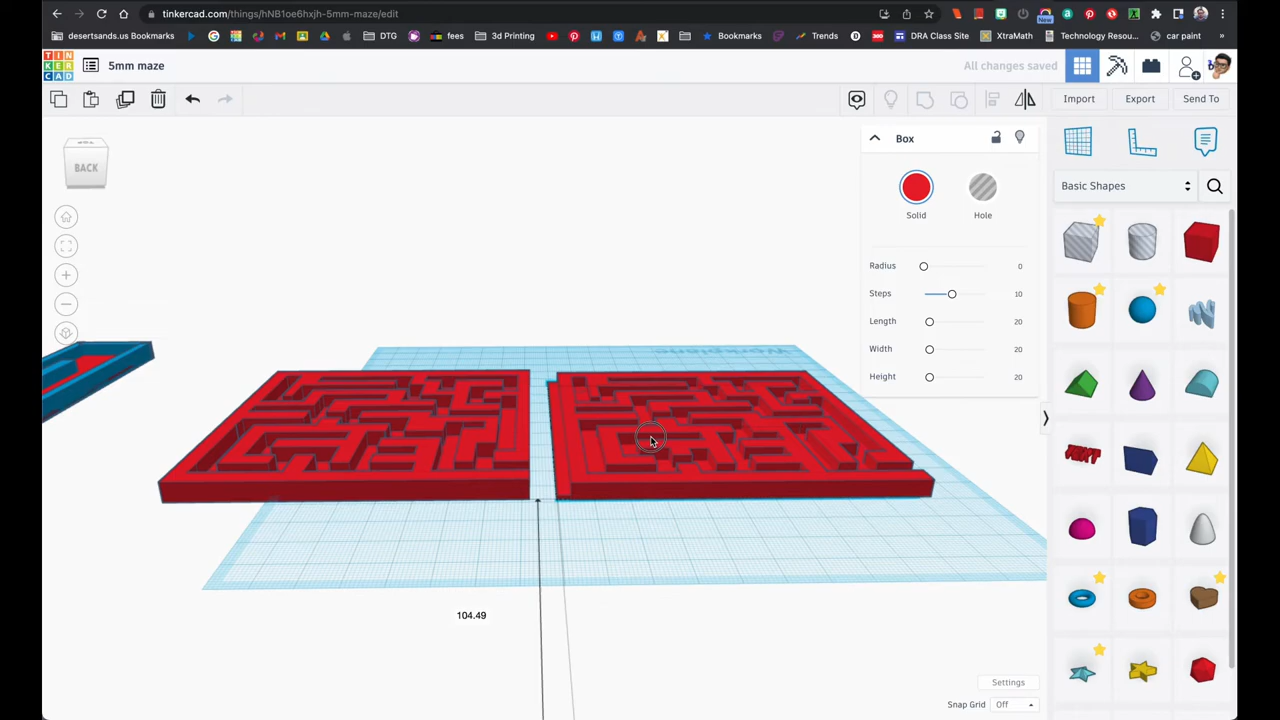 tinkercad.com/things/hNB1oe6hxjh-5mm-maze/edit
New
desertsands.us Bookmarks
DTG
fees
3d Printing
Bookmarks
Trends
DRA Class Site
XtraMath
Technology Resou...
car paint
TIN
KER
CAD
5mm maze
All changes saved
Import
Export
Send To
BACK
Box
Solid
Hole
Radius 0
Steps 10
Length 20
Width 20
Height 20
Basic Shapes
TEXT
Workplane
104.49
Settings
Snap Grid Off